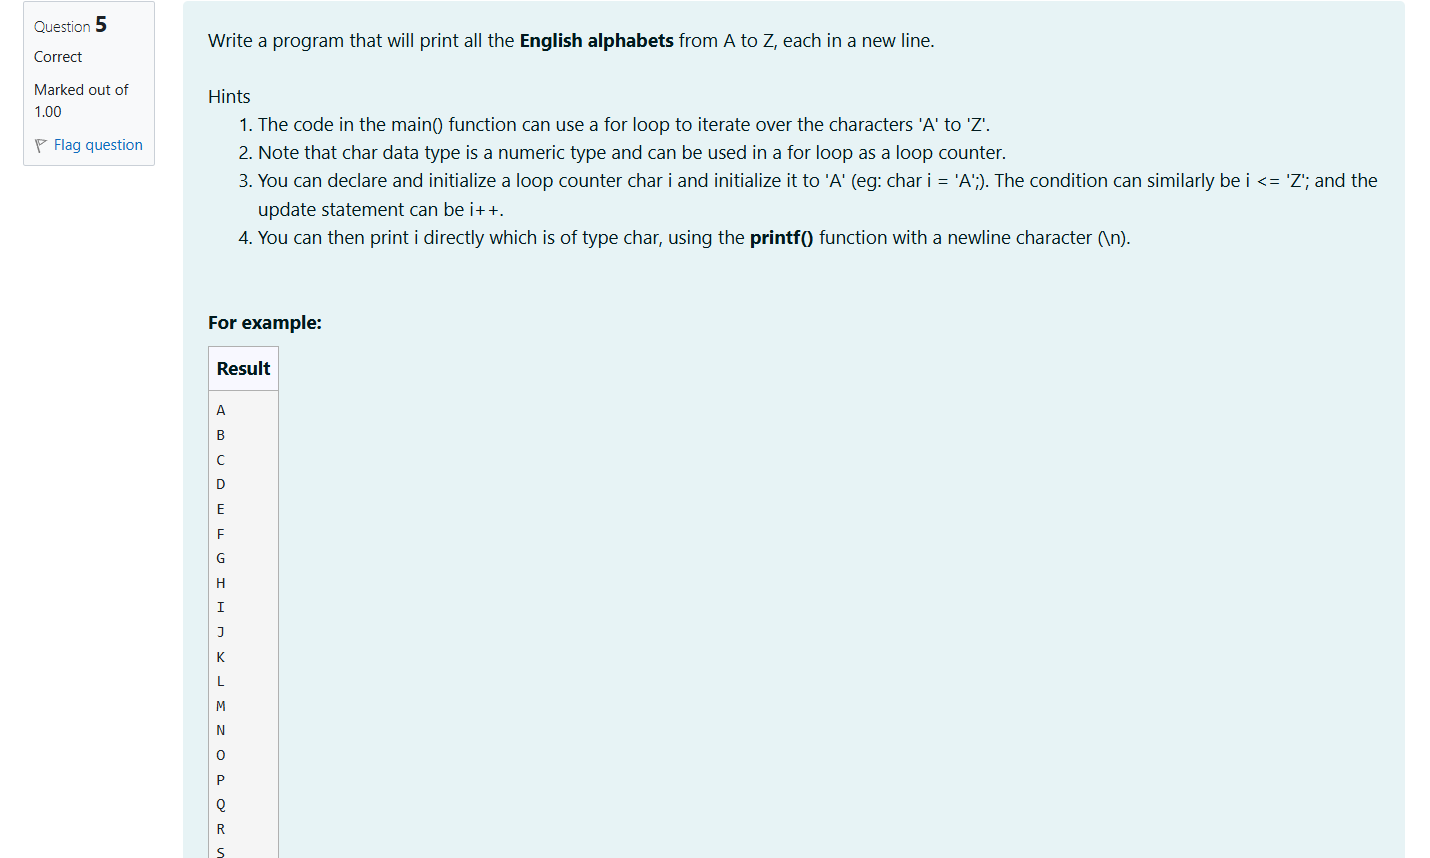 Question 5
Correct
Marked out of
1.00
Flag question
Write a program that will print all the English alphabets from A to Z, each in a new line.
Hints
1. The code in the main() function can use a for loop to iterate over the characters 'A' to 'Z'.
2. Note that char data type is a numeric type and can be used in a for loop as a loop counter.
3. You can declare and initialize a loop counter char i and initialize it to 'A' (eg: char i = 'A';). The condition can similarly be i <= 'Z'; and the
update statement can be i++.
4. You can then print i directly which is of type char, using the printf() function with a newline character (\n).
For example:
Result
A
B
C
D
E
F
G
H
I
J
K
L
M
N
O
P
Q
R
S